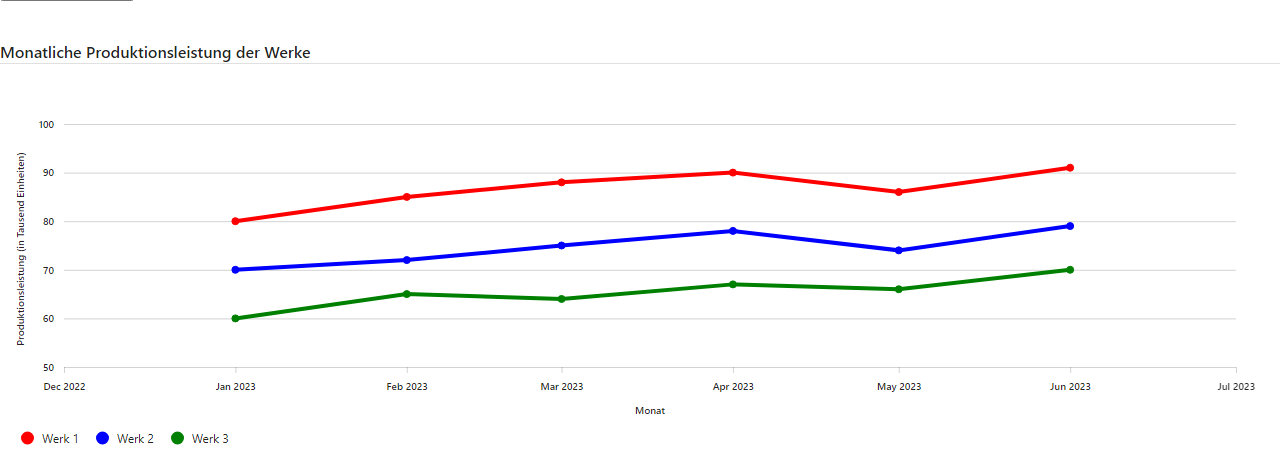 Monatliche Produktionsleistung der Werke
Produktionsleistung (in Tausend Einheiten)
100
90
80
70
60
50
Dec 2022 Jan 2023 Feb 2023 Mar 2023 Apr 2023 May 2023 Jun 2023 Jul 2023
Monat
Werk 1 Werk 2 Werk 3